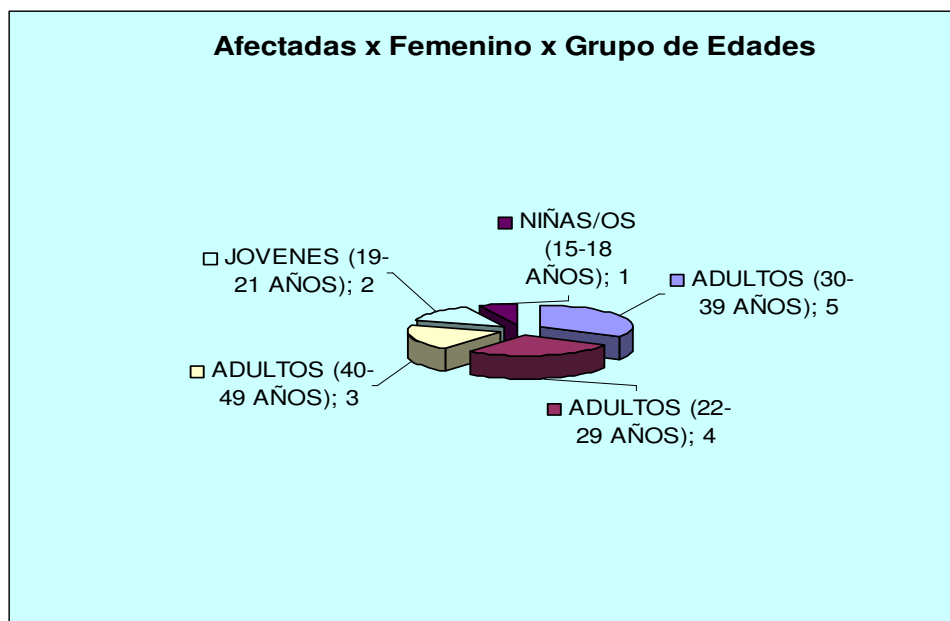 Afectadas x Femenino x Grupo de Edades
NIÑAS/OS
(15-18
AÑOS); 1
JOVENES (19-
21 AÑOS); 2
ADULTOS (30-
39 AÑOS); 5
ADULTOS (40-
49 AÑOS); 3
ADULTOS (22-
29 AÑOS); 4